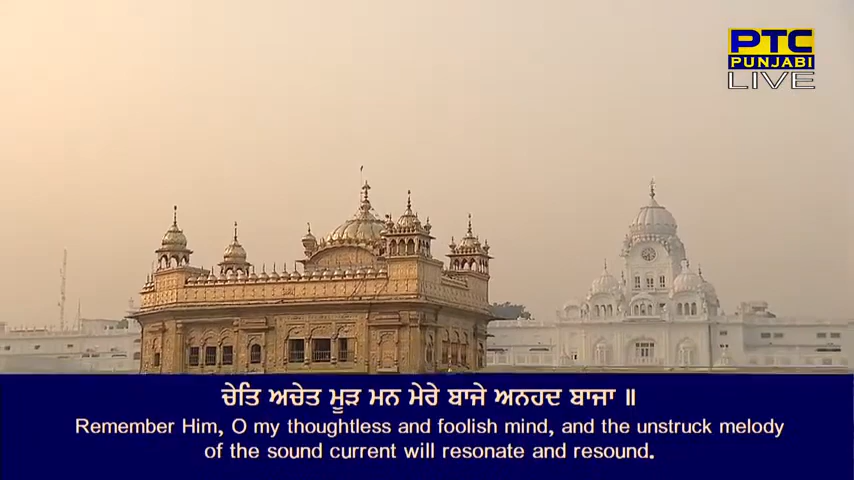 PTC
PUNJABI
LIVE
ਚੇਤਿ ਅਚੇਤ ਮੂੜ ਮਨ ਮੇਰੇ ਬਾਜੇ ਅਨਹਦ ਬਾਜਾ ॥
Remember Him, O my thoughtless and foolish mind, and the unstruck melody
of the sound current will resonate and resound.